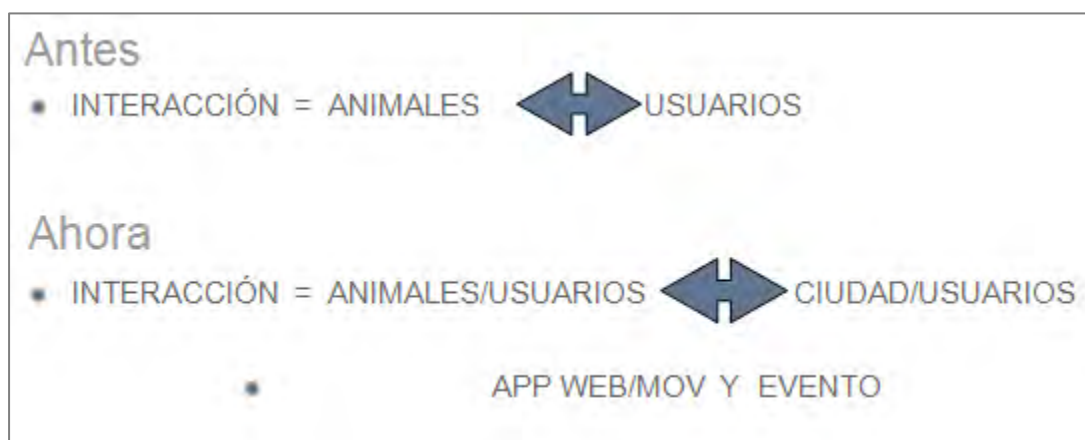 Antes
• INTERACCIÓN = ANIMALES USUARIOS
Ahora
• INTERACCIÓN = ANIMALES/USUARIOS CIUDAD/USUARIOS
• APP WEB/MOV Y EVENTO